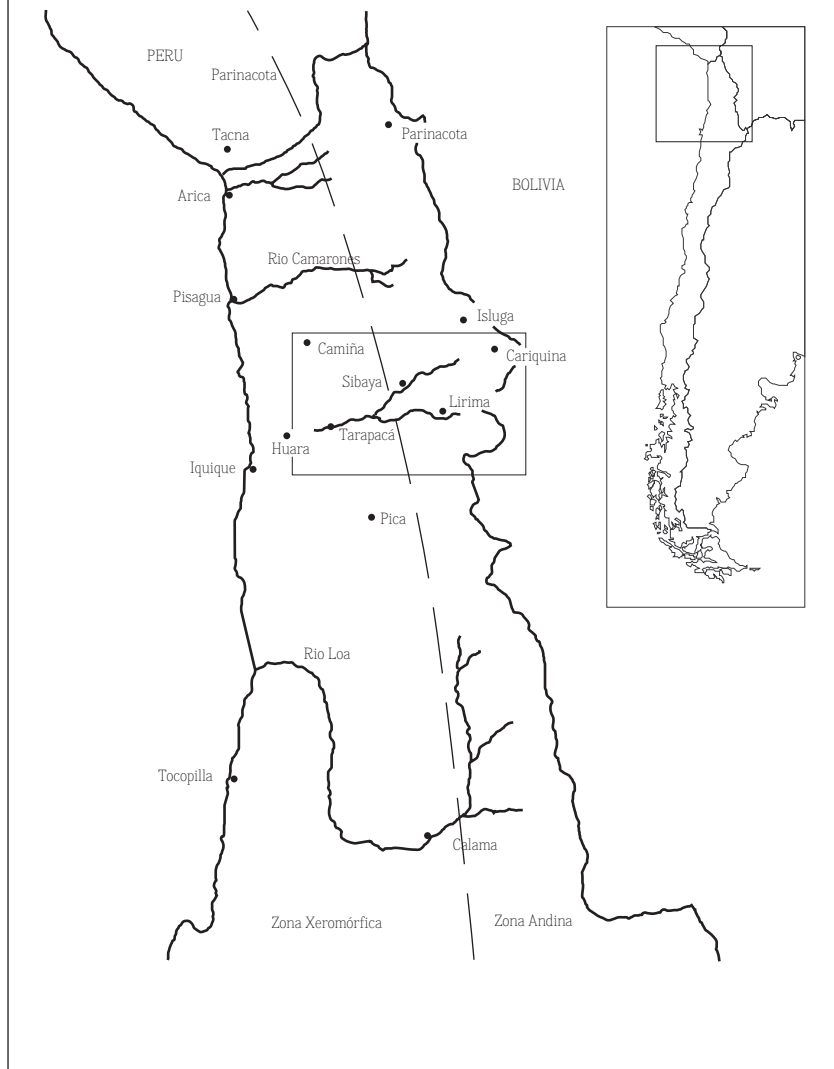 PERU
Parinacota
Tacna
Parinacota
BOLIVIA
Arica
Rio Camarones
Pisagua
Isluga
Camiña
Cariquina
Sibaya
Lirima
Tarapacá
Huara
Iquique
Pica
Rio Loa
Tocopilla
Calama
Zona Xeromórfica
Zona Andina